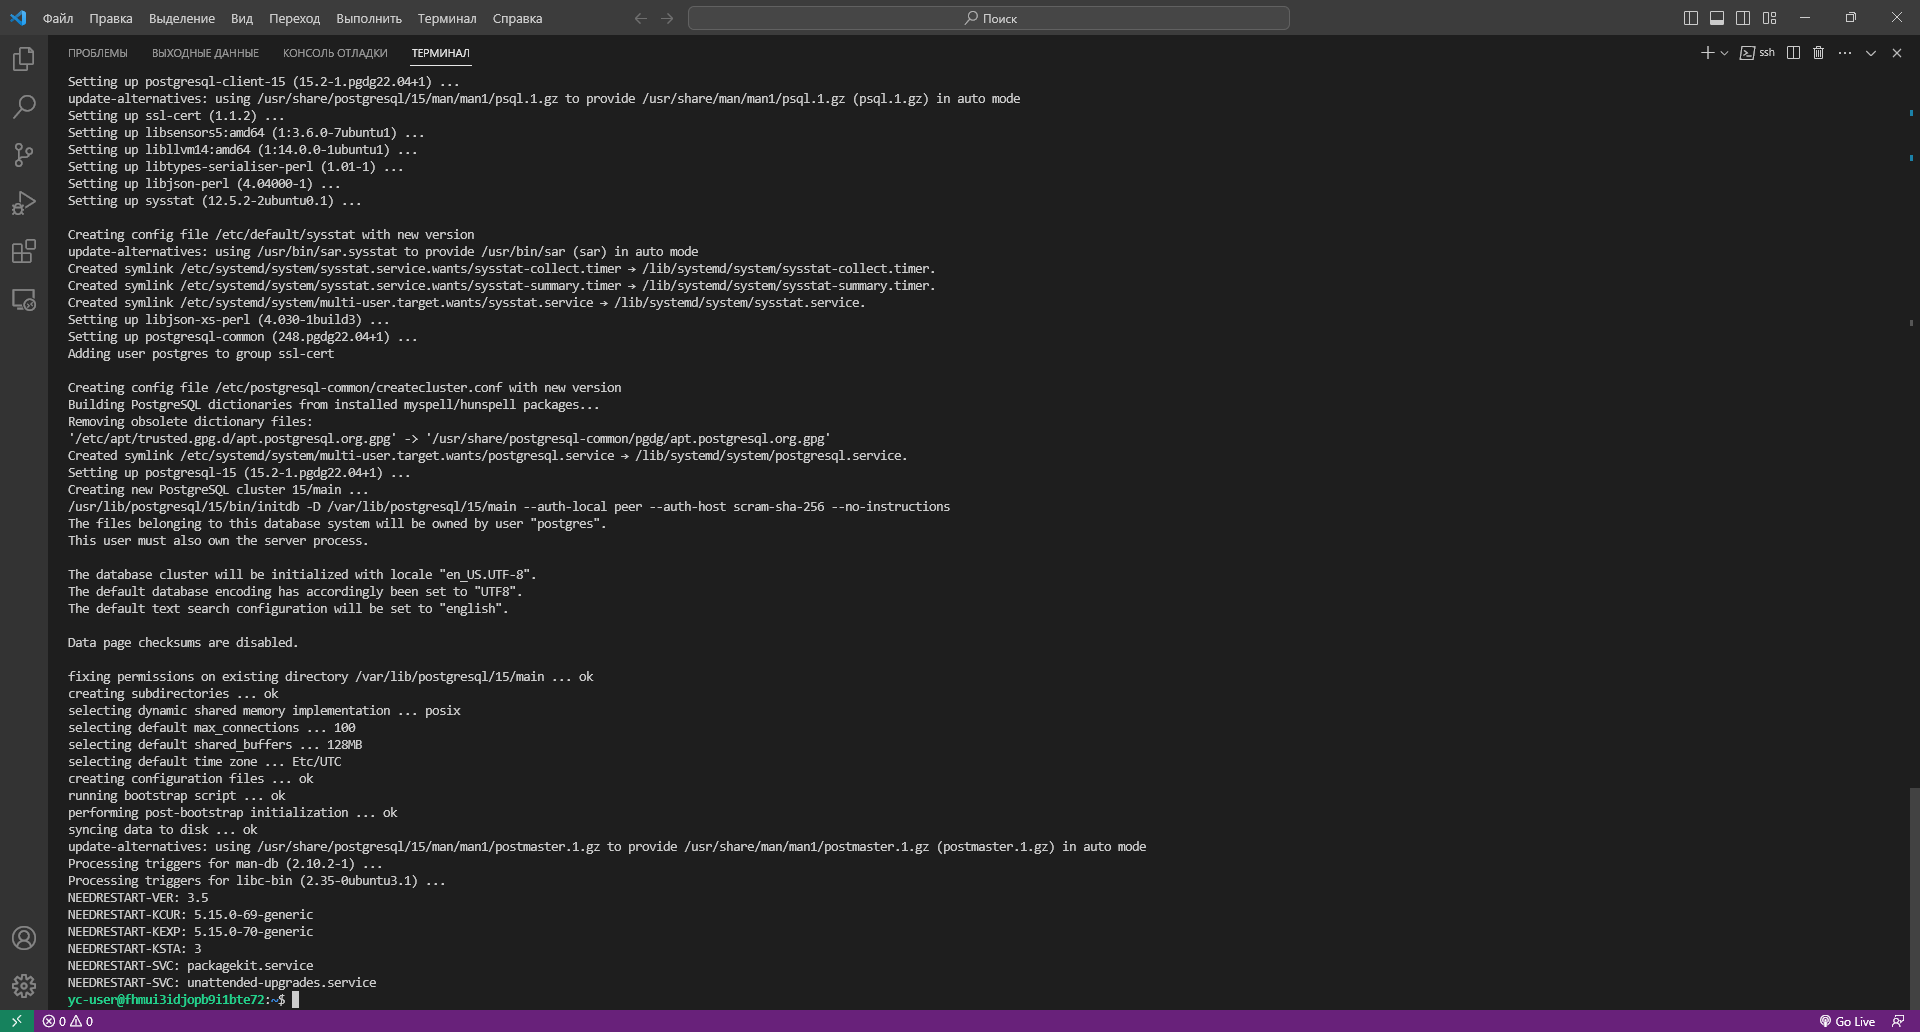 Файл Правка Выделение Вид Переход Выполнить Терминал Справка Поиск
ПРОБЛЕМЫ ВЫХОДНЫЕ ДАННЫЕ КОНСОЛЬ ОТЛАДКИ ТЕРМИНАЛ ssh
Setting up postgresql-client-15 (15.2-1.pgdg22.04+1) ...
update-alternatives: using /usr/share/postgresql/15/man/man1/psql.1.gz to provide /usr/share/man/man1/psql.1.gz (psql.1.gz) in auto mode
Setting up ssl-cert (1.1.2) ...
Setting up libsensors5:amd64 (1:3.6.0-7ubuntu1) ...
Setting up libllvm14:amd64 (1:14.0.0-1ubuntu1) ...
Setting up libtypes-serialiser-perl (1.01-1) ...
Setting up libjson-perl (4.04000-1) ...
Setting up sysstat (12.5.2-2ubuntu0.1) ...
Creating config file /etc/default/sysstat with new version
update-alternatives: using /usr/bin/sar.sysstat to provide /usr/bin/sar (sar) in auto mode
Created symlink /etc/systemd/system/sysstat.service.wants/sysstat-collect.timer → /lib/systemd/system/sysstat-collect.timer.
Created symlink /etc/systemd/system/sysstat.service.wants/sysstat-summary.timer → /lib/systemd/system/sysstat-summary.timer.
Created symlink /etc/systemd/system/multi-user.target.wants/sysstat.service → /lib/systemd/system/sysstat.service.
Setting up libjson-xs-perl (4.030-1build3) ...
Setting up postgresql-common (248.pgdg22.04+1) ...
Adding user postgres to group ssl-cert
Creating config file /etc/postgresql-common/createcluster.conf with new version
Building PostgreSQL dictionaries from installed myspell/hunspell packages...
Removing obsolete dictionary files:
'/etc/apt/trusted.gpg.d/apt.postgresql.org.gpg' -> '/usr/share/postgresql-common/pgdg/apt.postgresql.org.gpg'
Created symlink /etc/systemd/system/multi-user.target.wants/postgresql.service → /lib/systemd/system/postgresql.service.
Setting up postgresql-15 (15.2-1.pgdg22.04+1) ...
Creating new PostgreSQL cluster 15/main ...
/usr/lib/postgresql/15/bin/initdb -D /var/lib/postgresql/15/main --auth-local peer --auth-host scram-sha-256 --no-instructions
The files belonging to this database system will be owned by user "postgres".
This user must also own the server process.
The database cluster will be initialized with locale "en_US.UTF-8".
The default database encoding has accordingly been set to "UTF8".
The default text search configuration will be set to "english".
Data page checksums are disabled.
fixing permissions on existing directory /var/lib/postgresql/15/main ... ok
creating subdirectories ... ok
selecting dynamic shared memory implementation ... posix
selecting default max_connections ... 100
selecting default shared_buffers ... 128MB
selecting default time zone ... Etc/UTC
creating configuration files ... ok
running bootstrap script ... ok
performing post-bootstrap initialization ... ok
syncing data to disk ... ok
update-alternatives: using /usr/share/postgresql/15/man/man1/postmaster.1.gz to provide /usr/share/man/man1/postmaster.1.gz (postmaster.1.gz) in auto mode
Processing triggers for man-db (2.10.2-1) ...
Processing triggers for libc-bin (2.35-0ubuntu3.1) ...
NEEDRESTART-VER: 3.5
NEEDRESTART-KCUR: 5.15.0-69-generic
NEEDRESTART-KEXP: 5.15.0-70-generic
NEEDRESTART-KSTA: 3
NEEDRESTART-SVC: packagekit.service
NEEDRESTART-SVC: unattended-upgrades.service
yc-user@fhmui3idjopb9i1bte72:~$
0 0 Go Live